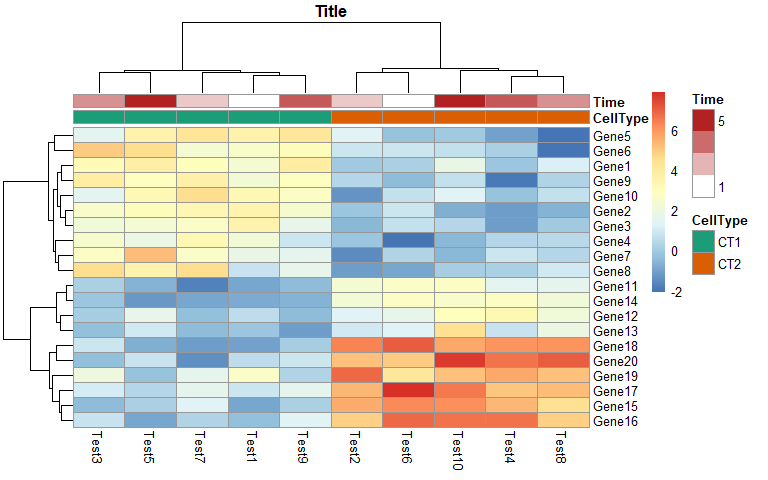 Title
Time
CellType
Gene5
Gene6
Gene1
Gene9
Gene10
Gene2
Gene3
Gene4
Gene7
Gene8
Gene11
Gene14
Gene12
Gene13
Gene18
Gene20
Gene19
Gene17
Gene15
Gene16
Test3
Test5
Test7
Test1
Test9
Test2
Test6
Test10
Test4
Test8
6
4
2
0
-2
Time
5
1
CellType
CT1
CT2